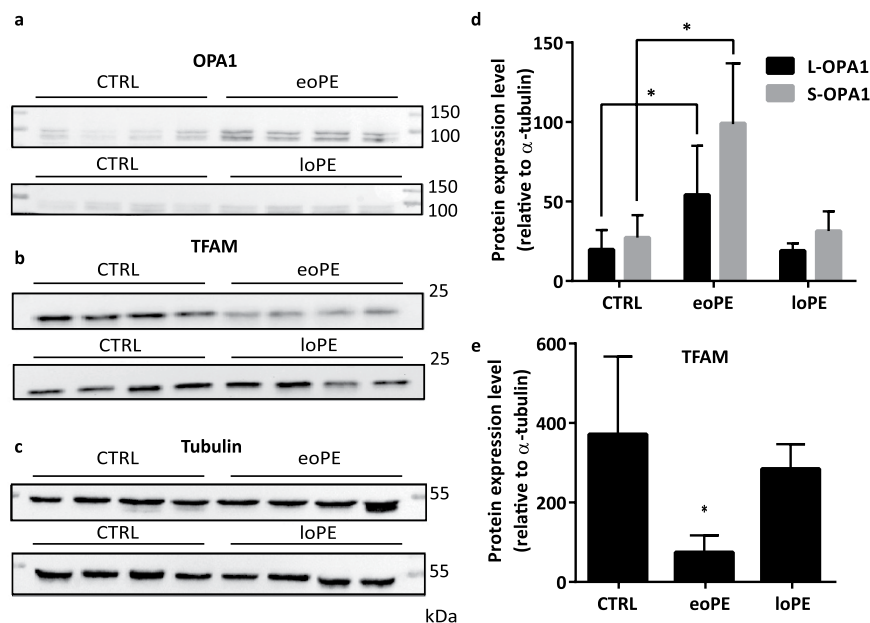 a
OPA1
CTRL eoPE
150
100
CTRL loPE
150
100
b
TFAM
CTRL eoPE
25
CTRL loPE
25
c
Tubulin
CTRL eoPE
55
CTRL loPE
55
kDa
d
Protein expression level
(relative to α-tubulin)
150
100
50
0
* *
L-OPA1
S-OPA1
CTRL eoPE loPE
e
TFAM
Protein expression level
(relative to α-tubulin)
600
400
200
0
*
CTRL eoPE loPE